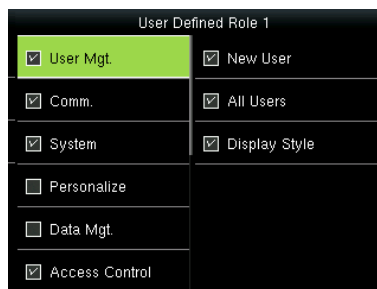 User Defined Role 1
User Mgt.
New User
Comm.
All Users
System
Display Style
Personalize
Data Mgt.
Access Control